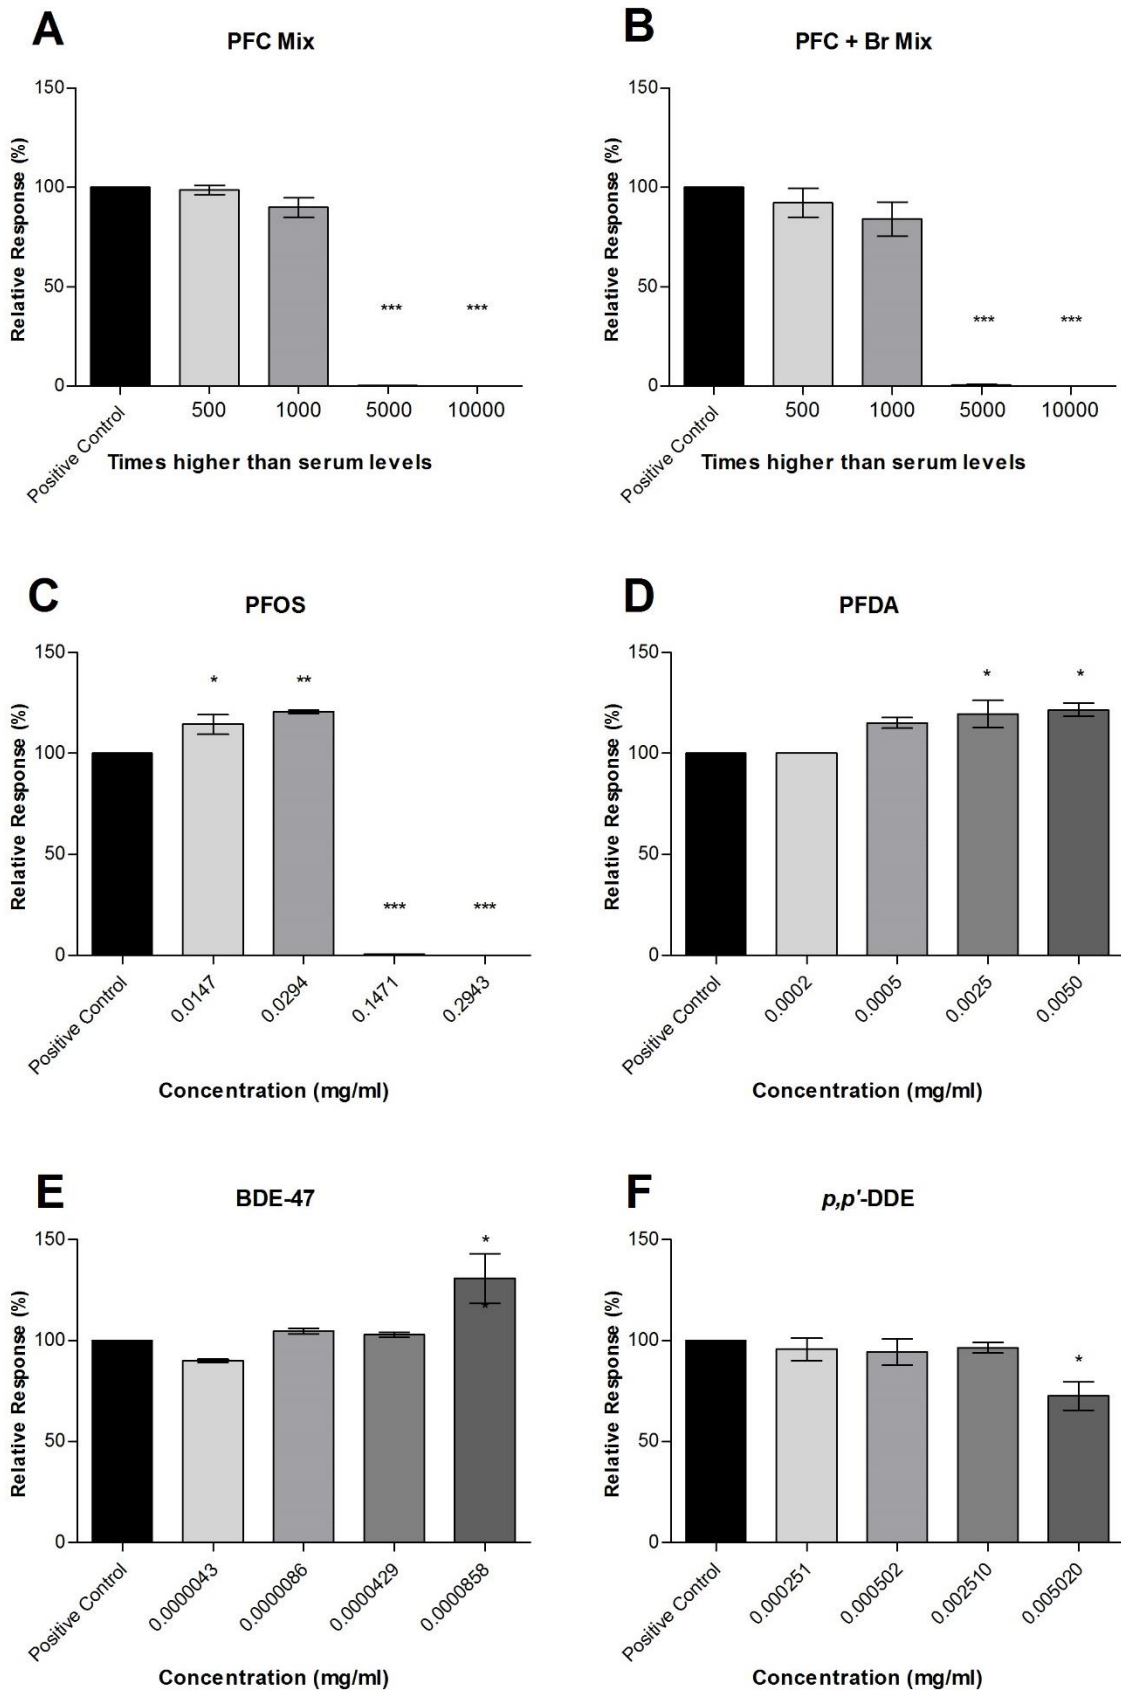 A
PFC Mix
Relative Response (%)
150
100
50
0
***
***
Positive Control
500
1000
5000
10000
Times higher than serum levels
B
PFC + Br Mix
Relative Response (%)
150
100
50
0
***
***
Positive Control
500
1000
5000
10000
Times higher than serum levels
C
PFOS
Relative Response (%)
150
100
50
0
*
**
***
***
Positive Control
0.0147
0.0294
0.1471
0.2943
Concentration (mg/ml)
D
PFDA
Relative Response (%)
150
100
50
0
*
*
Positive Control
0.0002
0.0005
0.0025
0.0050
Concentration (mg/ml)
E
BDE-47
Relative Response (%)
150
100
50
0
*
*
Positive Control
0.0000043
0.0000086
0.0000429
0.0000858
Concentration (mg/ml)
F
p,p'-DDE
Relative Response (%)
150
100
50
0
*
Positive Control
0.000251
0.000502
0.002510
0.005020
Concentration (mg/ml)